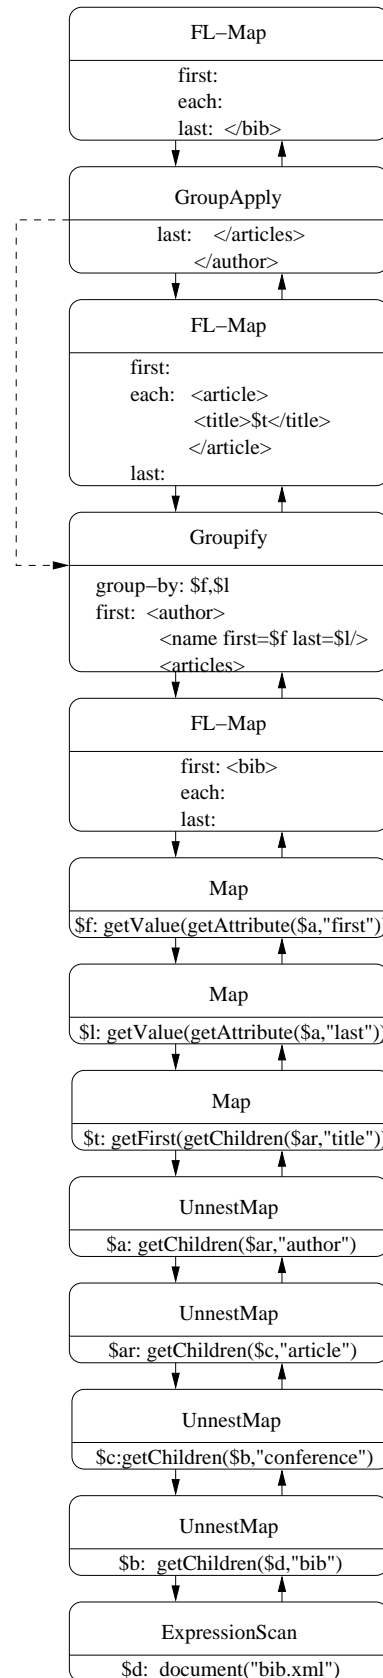 FL−Map
first:
each:
last: </bib>
GroupApply
last: </articles>
</author>
FL−Map
first:
each: <article>
<title>$t</title>
</article>
last:
Groupify
group−by: $f,$l
first: <author>
<name first=$f last=$l/>
<articles>
FL−Map
first: <bib>
each:
last:
Map
$f: getValue(getAttribute($a,"first"))
Map
$l: getValue(getAttribute($a,"last"))
Map
$t: getFirst(getChildren($ar,"title"))
UnnestMap
$a: getChildren($ar,"author")
UnnestMap
$ar: getChildren($c,"article")
UnnestMap
$c:getChildren($b,"conference")
UnnestMap
$b: getChildren($d,"bib")
ExpressionScan
$d: document("bib.xml")